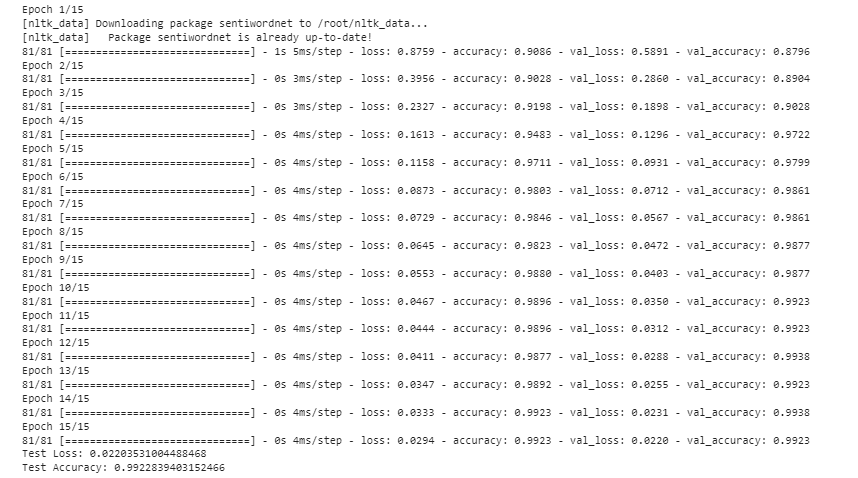 Epoch 1/15
[nltk_data] Downloading package sentiwordnet to /root/nltk_data...
[nltk_data]   Package sentiwordnet is already up-to-date!
81/81 [==============================] - 1s 5ms/step - loss: 0.8759 - accuracy: 0.9086 - val_loss: 0.5891 - val_accuracy: 0.8796
Epoch 2/15
81/81 [==============================] - 0s 3ms/step - loss: 0.3956 - accuracy: 0.9028 - val_loss: 0.2860 - val_accuracy: 0.8904
Epoch 3/15
81/81 [==============================] - 0s 3ms/step - loss: 0.2327 - accuracy: 0.9198 - val_loss: 0.1898 - val_accuracy: 0.9028
Epoch 4/15
81/81 [==============================] - 0s 4ms/step - loss: 0.1613 - accuracy: 0.9483 - val_loss: 0.1296 - val_accuracy: 0.9722
Epoch 5/15
81/81 [==============================] - 0s 4ms/step - loss: 0.1158 - accuracy: 0.9711 - val_loss: 0.0931 - val_accuracy: 0.9799
Epoch 6/15
81/81 [==============================] - 0s 4ms/step - loss: 0.0873 - accuracy: 0.9803 - val_loss: 0.0712 - val_accuracy: 0.9861
Epoch 7/15
81/81 [==============================] - 0s 4ms/step - loss: 0.0729 - accuracy: 0.9846 - val_loss: 0.0567 - val_accuracy: 0.9861
Epoch 8/15
81/81 [==============================] - 0s 4ms/step - loss: 0.0645 - accuracy: 0.9823 - val_loss: 0.0472 - val_accuracy: 0.9877
Epoch 9/15
81/81 [==============================] - 0s 4ms/step - loss: 0.0553 - accuracy: 0.9880 - val_loss: 0.0403 - val_accuracy: 0.9877
Epoch 10/15
81/81 [==============================] - 0s 4ms/step - loss: 0.0467 - accuracy: 0.9896 - val_loss: 0.0350 - val_accuracy: 0.9923
Epoch 11/15
81/81 [==============================] - 0s 4ms/step - loss: 0.0444 - accuracy: 0.9896 - val_loss: 0.0312 - val_accuracy: 0.9923
Epoch 12/15
81/81 [==============================] - 0s 4ms/step - loss: 0.0411 - accuracy: 0.9877 - val_loss: 0.0288 - val_accuracy: 0.9938
Epoch 13/15
81/81 [==============================] - 0s 4ms/step - loss: 0.0347 - accuracy: 0.9892 - val_loss: 0.0255 - val_accuracy: 0.9923
Epoch 14/15
81/81 [==============================] - 0s 4ms/step - loss: 0.0333 - accuracy: 0.9923 - val_loss: 0.0231 - val_accuracy: 0.9938
Epoch 15/15
81/81 [==============================] - 0s 4ms/step - loss: 0.0294 - accuracy: 0.9923 - val_loss: 0.0220 - val_accuracy: 0.9923
Test Loss: 0.02203531004488468
Test Accuracy: 0.9922839403152466